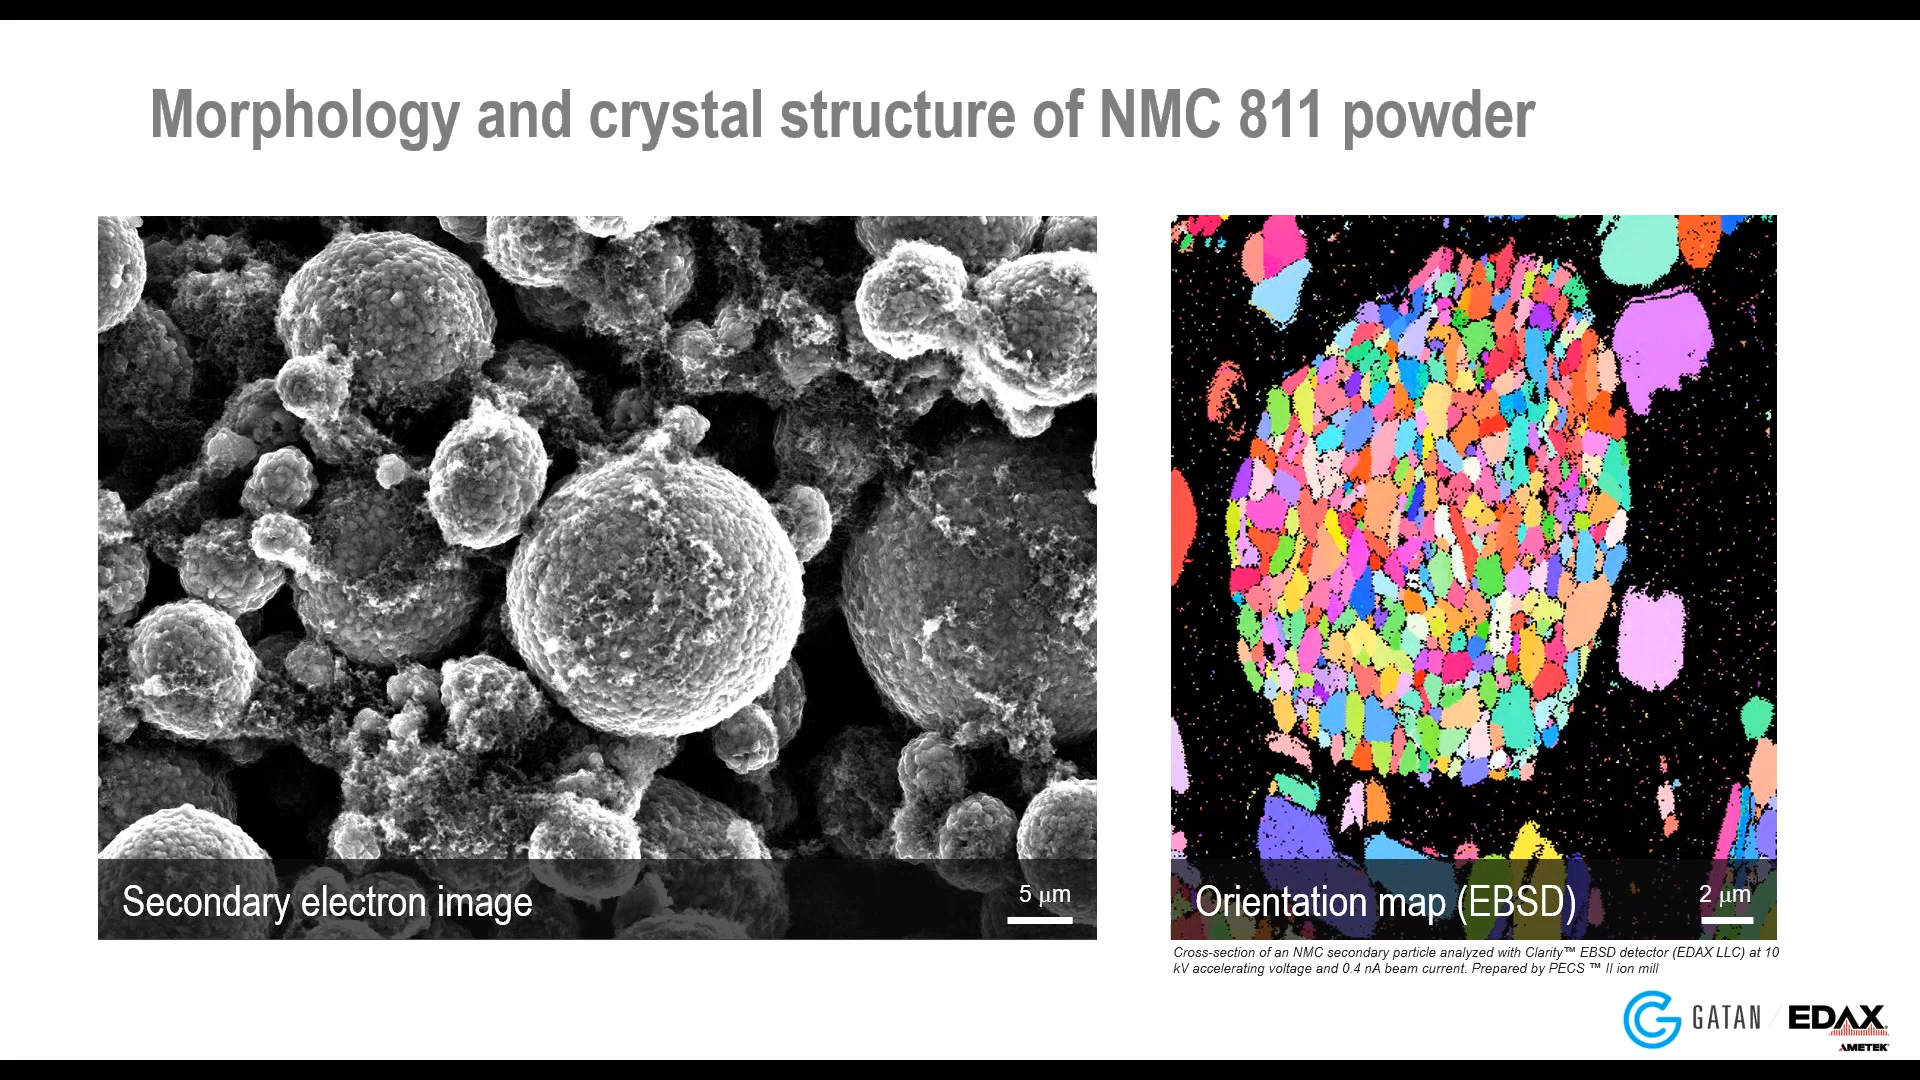 Morphology and crystal structure of NMC 811 powder
Secondary electron image
5 μm
Orientation map (EBSD)
2 μm
Cross-section of an NMC secondary particle analyzed with Clarity™ EBSD detector (EDAX LLC) at 10
kV accelerating voltage and 0.4 nA beam current. Prepared by PECS ™ II ion mill
GATAN / EDAX
AMETEK